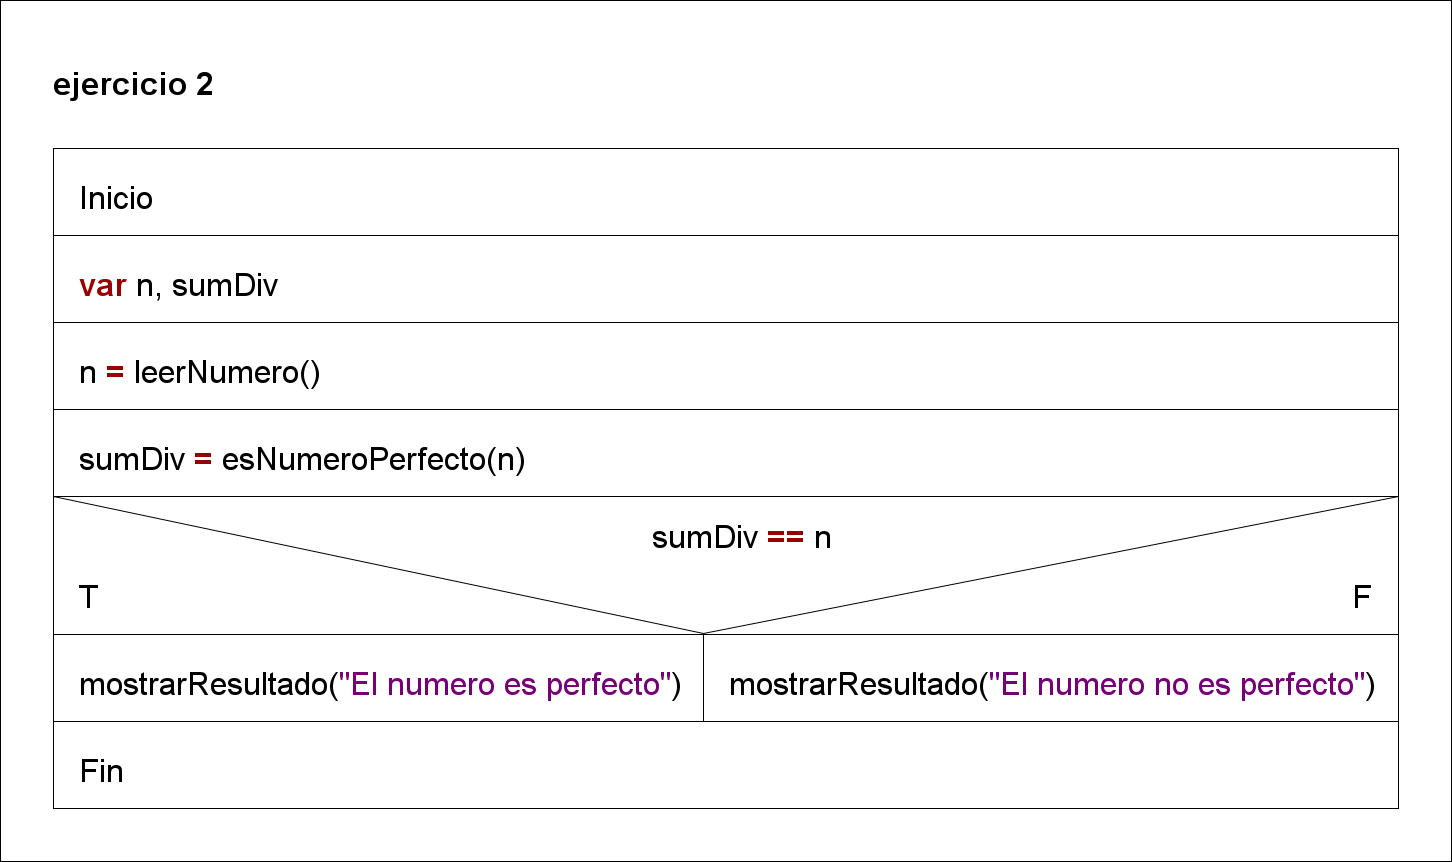 ejercicio 2
Inicio
var n, sumDiv
n = leerNumero()
sumDiv = esNumeroPerfecto(n)
sumDiv == n
T
F
mostrarResultado("El numero es perfecto")
mostrarResultado("El numero no es perfecto")
Fin